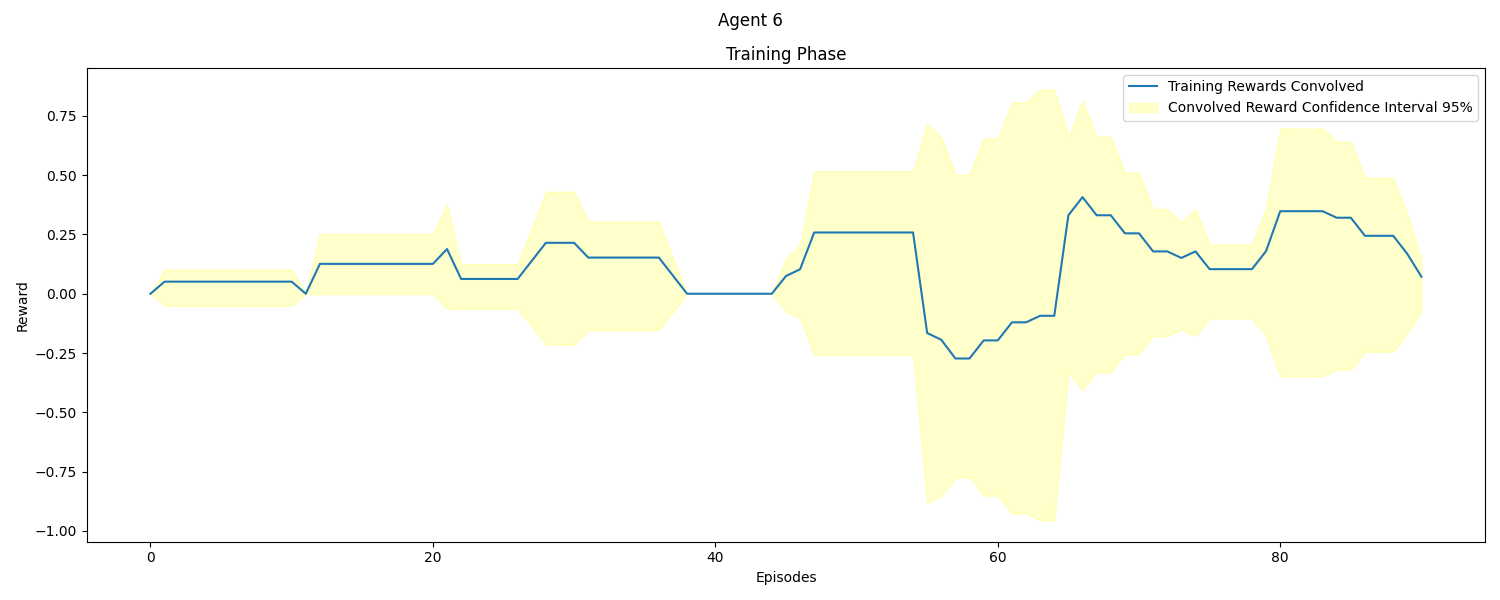 Agent 6
Training Phase
Training Rewards Convolved
Convolved Reward Confidence Interval 95%
0.75
0.50
0.25
0.00
−0.25
−0.50
−0.75
−1.00
Reward
0 20 40 60 80
Episodes